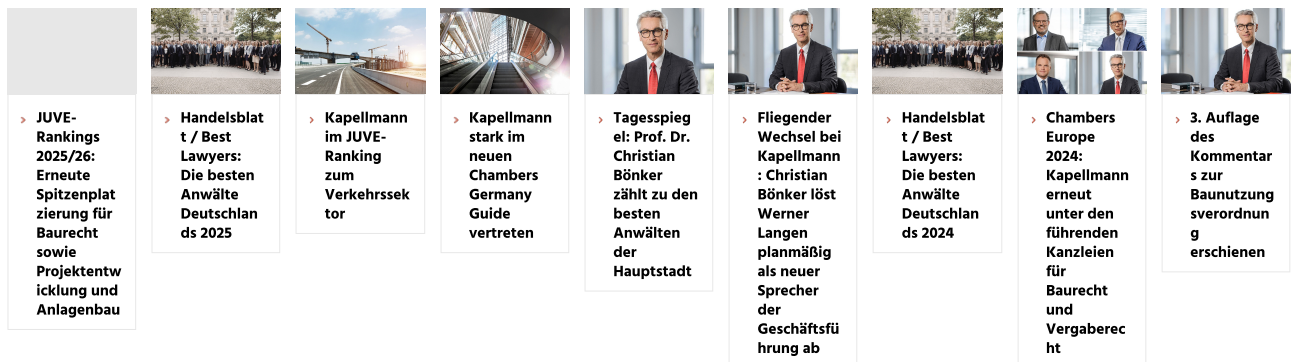 JUVE-
Rankings
2025/26:
Erneute
Spitzenplat
zierung für
Baurecht
sowie
Projektentw
icklung und
Anlagenbau
Handelsblat
t / Best
Lawyers:
Die besten
Anwälte
Deutschlan
ds 2025
Kapellmann
im JUVE-
Ranking
zum
Verkehrssek
tor
Kapellmann
stark im
neuen
Chambers
Germany
Guide
vertreten
Tagesspieg
el: Prof. Dr.
Christian
Bönker
zählt zu den
besten
Anwälten
der
Hauptstadt
Fliegender
Wechsel bei
Kapellmann
: Christian
Bönker löst
Werner
Langen
planmäßig
als neuer
Sprecher
der
Geschäftsfü
hrung ab
Handelsblat
t / Best
Lawyers:
Die besten
Anwälte
Deutschlan
ds 2024
Chambers
Europe
2024:
Kapellmann
erneut
unter den
führenden
Kanzleien
für
Baurecht
und
Vergaberec
ht
3. Auflage
des
Kommentar
s zur
Baunutzung
sverordnun
g
erschienen